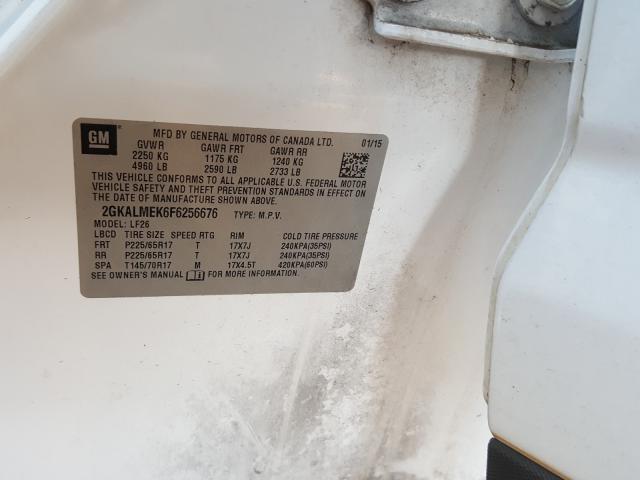 GM
MFD BY GENERAL MOTORS OF CANADA LTD. 01/15
GVWR GAWR FRT GAWR RR
2250 KG 1175 KG 1240 KG
4960 LB 2590 LB 2733 LB
THIS VEHICLE CONFORMS TO ALL APPLICABLE U.S. FEDERAL MOTOR
VEHICLE SAFETY AND THEFT PREVENTION STANDARDS IN EFFECT ON
THE DATE OF MANUFACTURE SHOWN ABOVE.
2GKALMEK6F6256676 TYPE: M.P.V.
MODEL: LF26
LBCD TIRE SIZE SPEED RTG RIM COLD TIRE PRESSURE
FRT P225/65R17 T 17X7J 240KPA(35PSI)
RR P225/65R17 T 17X7J 240KPA(35PSI)
SPA T145/70R17 M 17X4.5T 420KPA(60PSI)
SEE OWNER'S MANUAL FOR MORE INFORMATION.